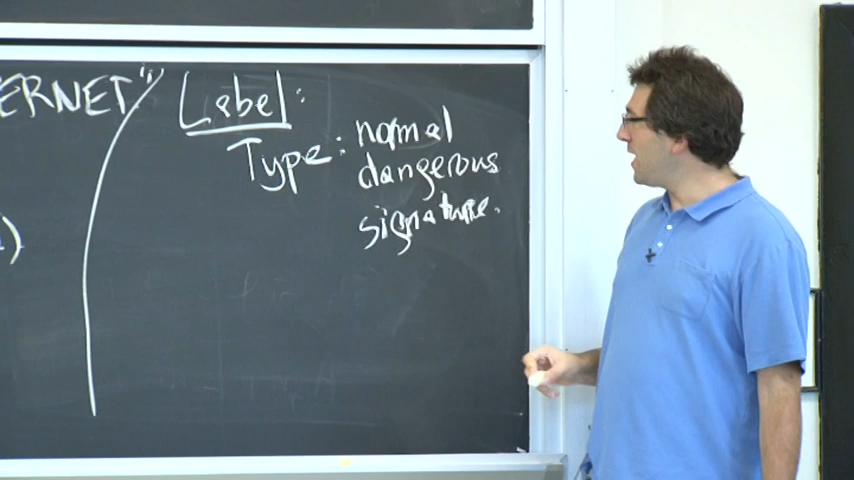 ERNET"
)
Label:
Type: normal
dangerous
signature.